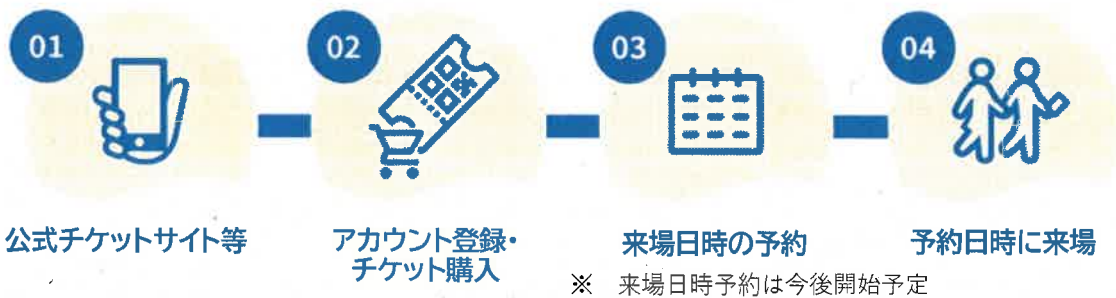 01
02
03
04
公式チケットサイト等
アカウント登録・
チケット購入
来場日時の予約
予約日時に来場
※ 来場日時予約は今後開始予定